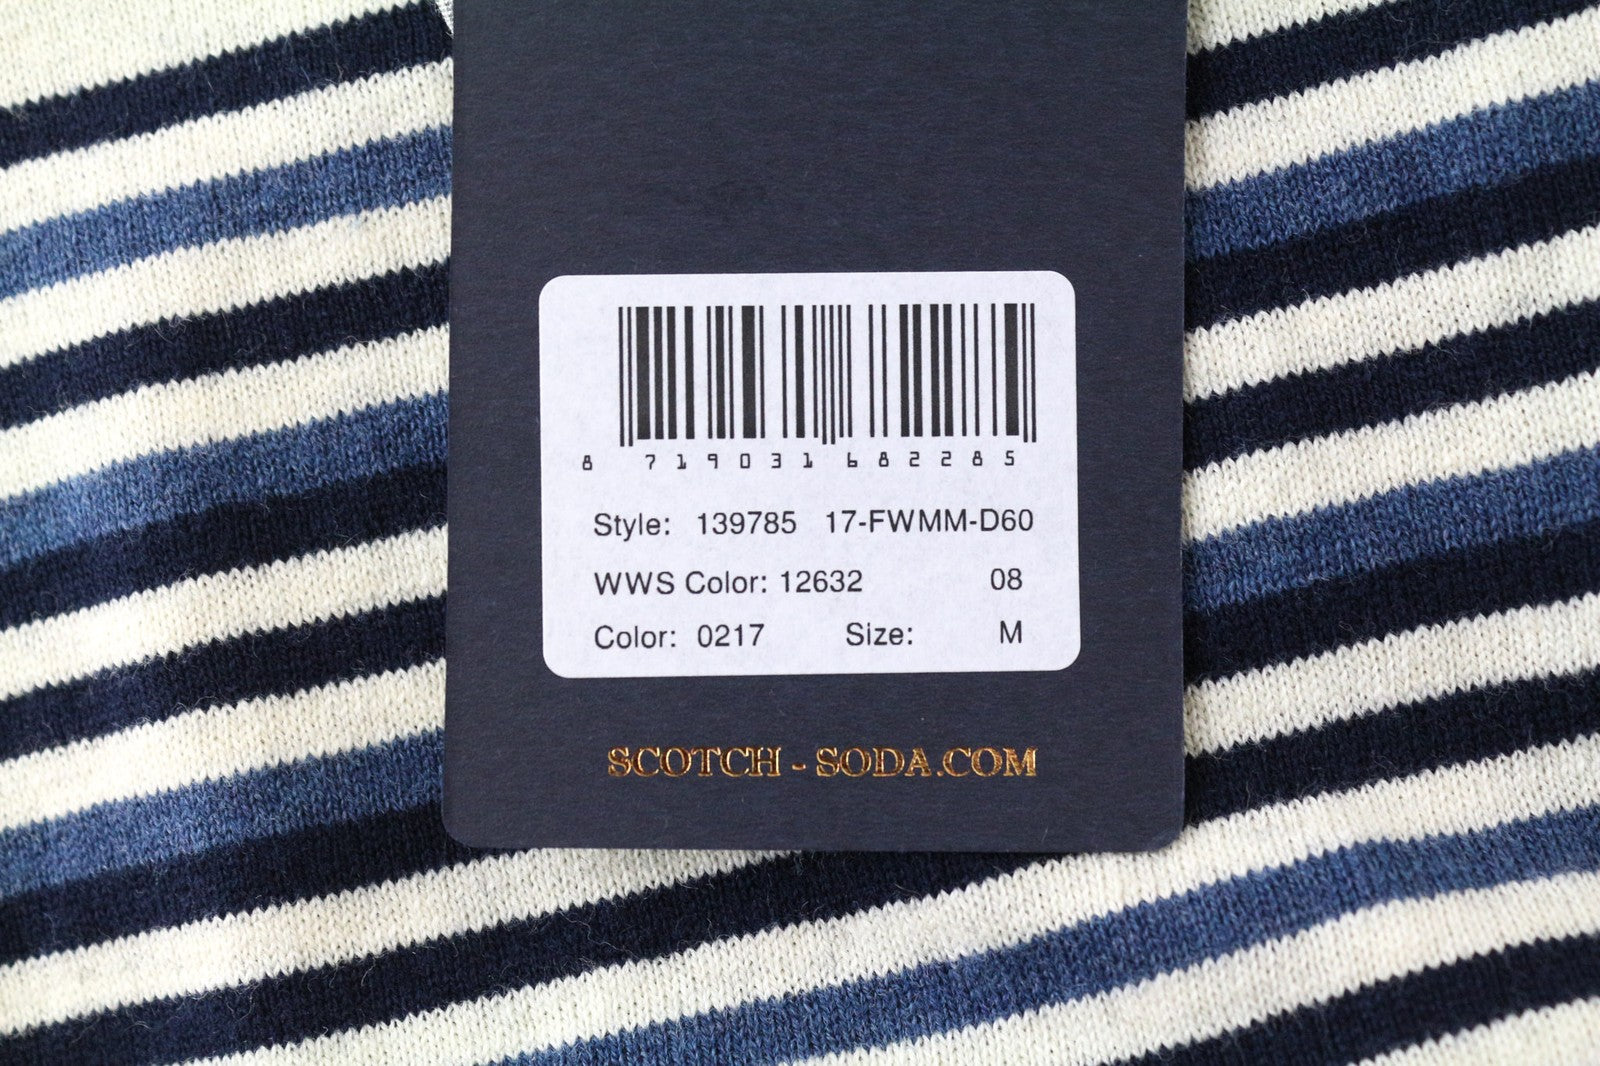 8 719031 682285
Style: 139785 17-FWMM-D60
WWS Color: 12632 08
Color: 0217 Size: M
SCOTCH - SODA.COM